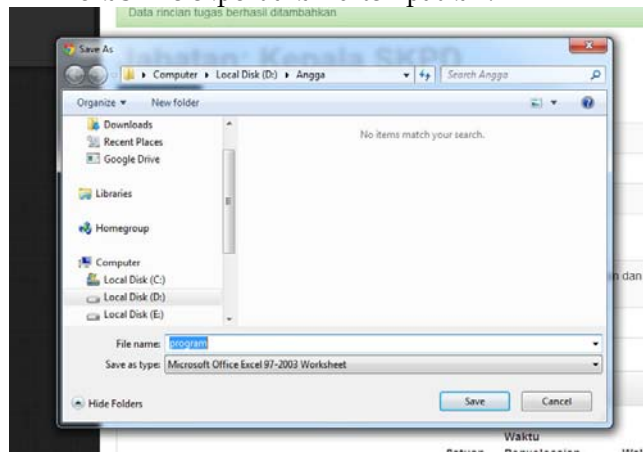 Data rincian tugas berhasil ditambahkan
Save As
Jabatan: Kepala SKPD
Computer Local Disk (D:) Angga
Search Angga
Organize New folder
Downloads
Recent Places
Google Drive
Libraries
Homegroup
Computer
Local Disk (C:)
Local Disk (D:)
Local Disk (E:)
No items match your search.
n dan
File name: program
Save as type: Microsoft Office Excel 97-2003 Worksheet
Hide Folders
Save
Cancel
Waktu